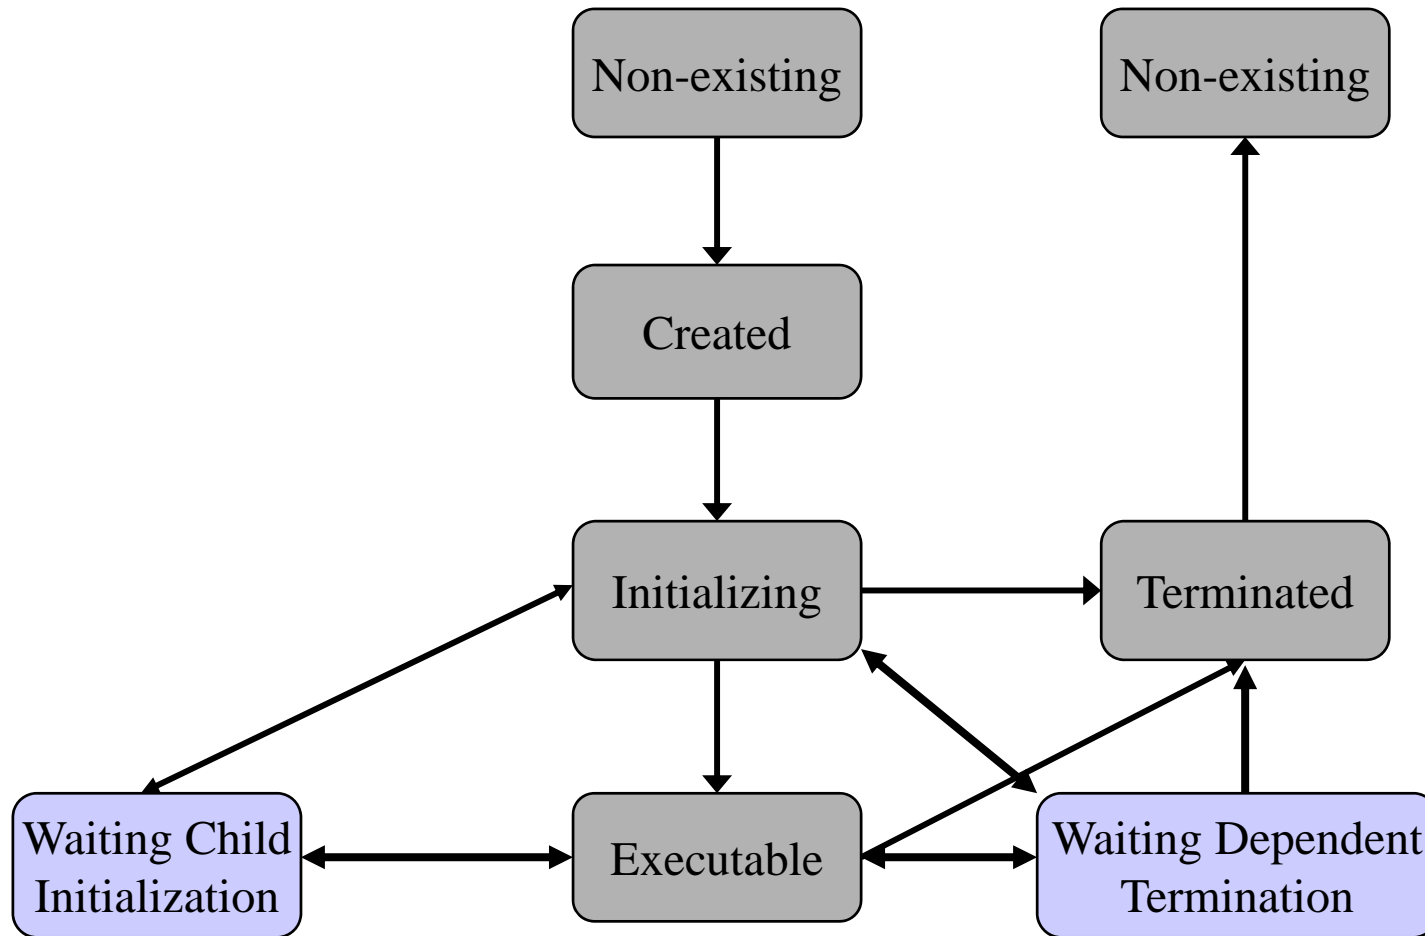 Non-existing
Non-existing
Created
Initializing
Terminated
Waiting Child
Initialization
Executable
Waiting Dependent
Termination